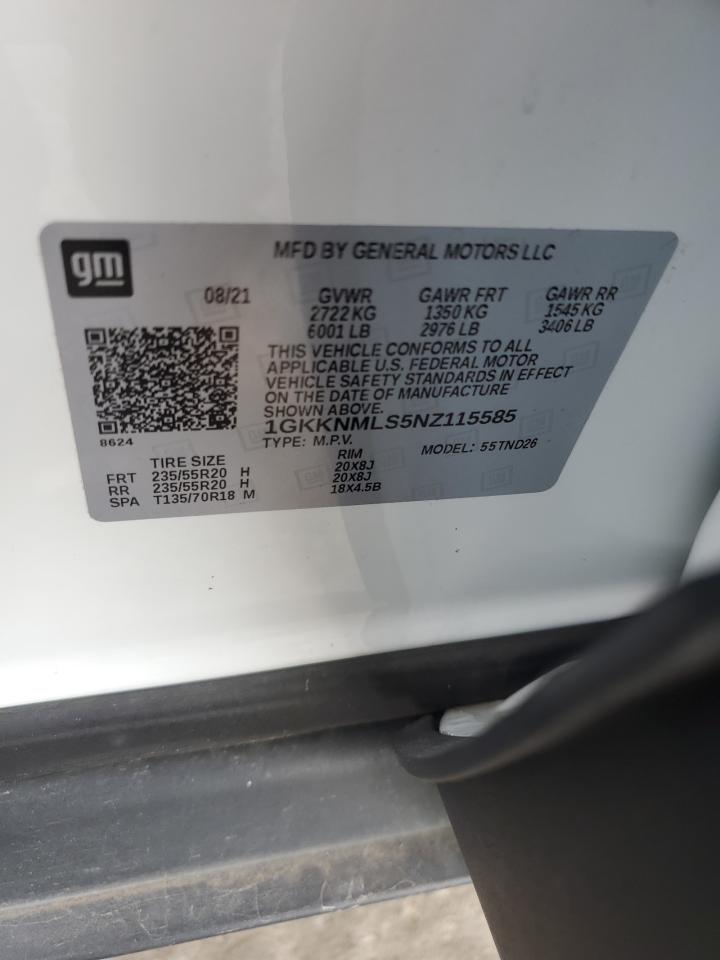 gm
MFD BY GENERAL MOTORS LLC
08/21 GVWR GAWR FRT GAWR RR
2722 KG 1350 KG 1545 KG
6001 LB 2976 LB 3406 LB
THIS VEHICLE CONFORMS TO ALL
APPLICABLE U.S. FEDERAL MOTOR
VEHICLE SAFETY STANDARDS IN EFFECT
ON THE DATE OF MANUFACTURE
SHOWN ABOVE.
1GKKNMLS5NZ115585
8624
TYPE: M.P.V. MODEL: 55TND26
TIRE SIZE RIM
FRT 235/55R20 H 20X8J
RR 235/55R20 H 20X8J
SPA T135/70R18 M 18X4.5B